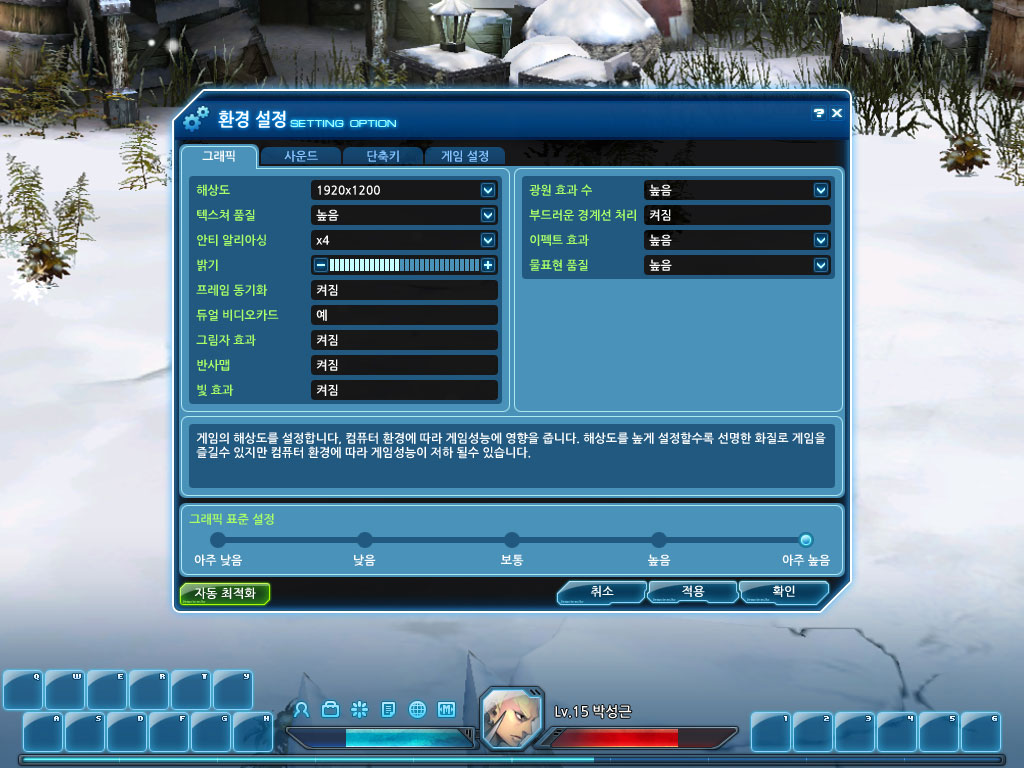 환경 설정 SETTING OPTION
? X
그래픽 사운드 단축키 게임 설정
해상도 1920x1200
텍스쳐 품질 높음
안티 알리아싱 x4
밝기
프레임 동기화 켜짐
듀얼 비디오카드 예
그림자 효과 켜짐
반사맵 켜짐
빛 효과 켜짐
광원 효과 수 높음
부드러운 경계선 처리 켜짐
이펙트 효과 높음
물표현 품질 높음
게임의 해상도를 설정합니다, 컴퓨터 환경에 따라 게임성능에 영향을 줍니다. 해상도를 높게 설정할수록 선명한 화질로 게임을
즐길수 있지만 컴퓨터 환경에 따라 게임성능이 저하 될수 있습니다.
그래픽 표준 설정
아주 낮음 낮음 보통 높음 아주 높음
자동 최적화 취소 적용 확인
Q W E R T Y
A S D F G H
M
Lv.15 박성근
1 2 3 4 5 6